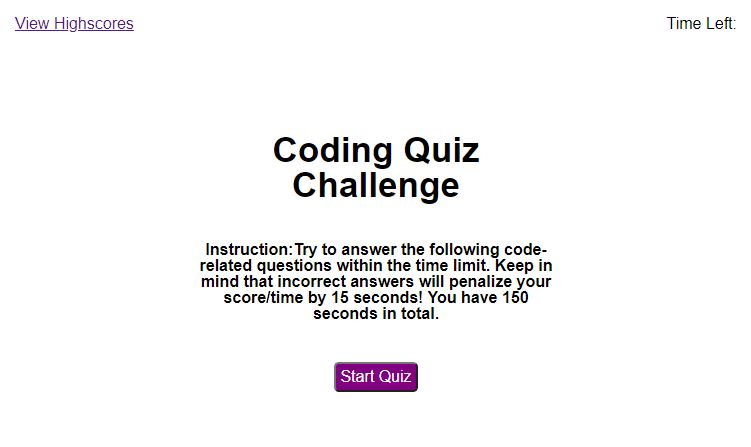 View Highscores
Time Left:
Coding Quiz
Challenge
Instruction:Try to answer the following code-
related questions within the time limit. Keep in
mind that incorrect answers will penalize your
score/time by 15 seconds! You have 150
seconds in total.
Start Quiz